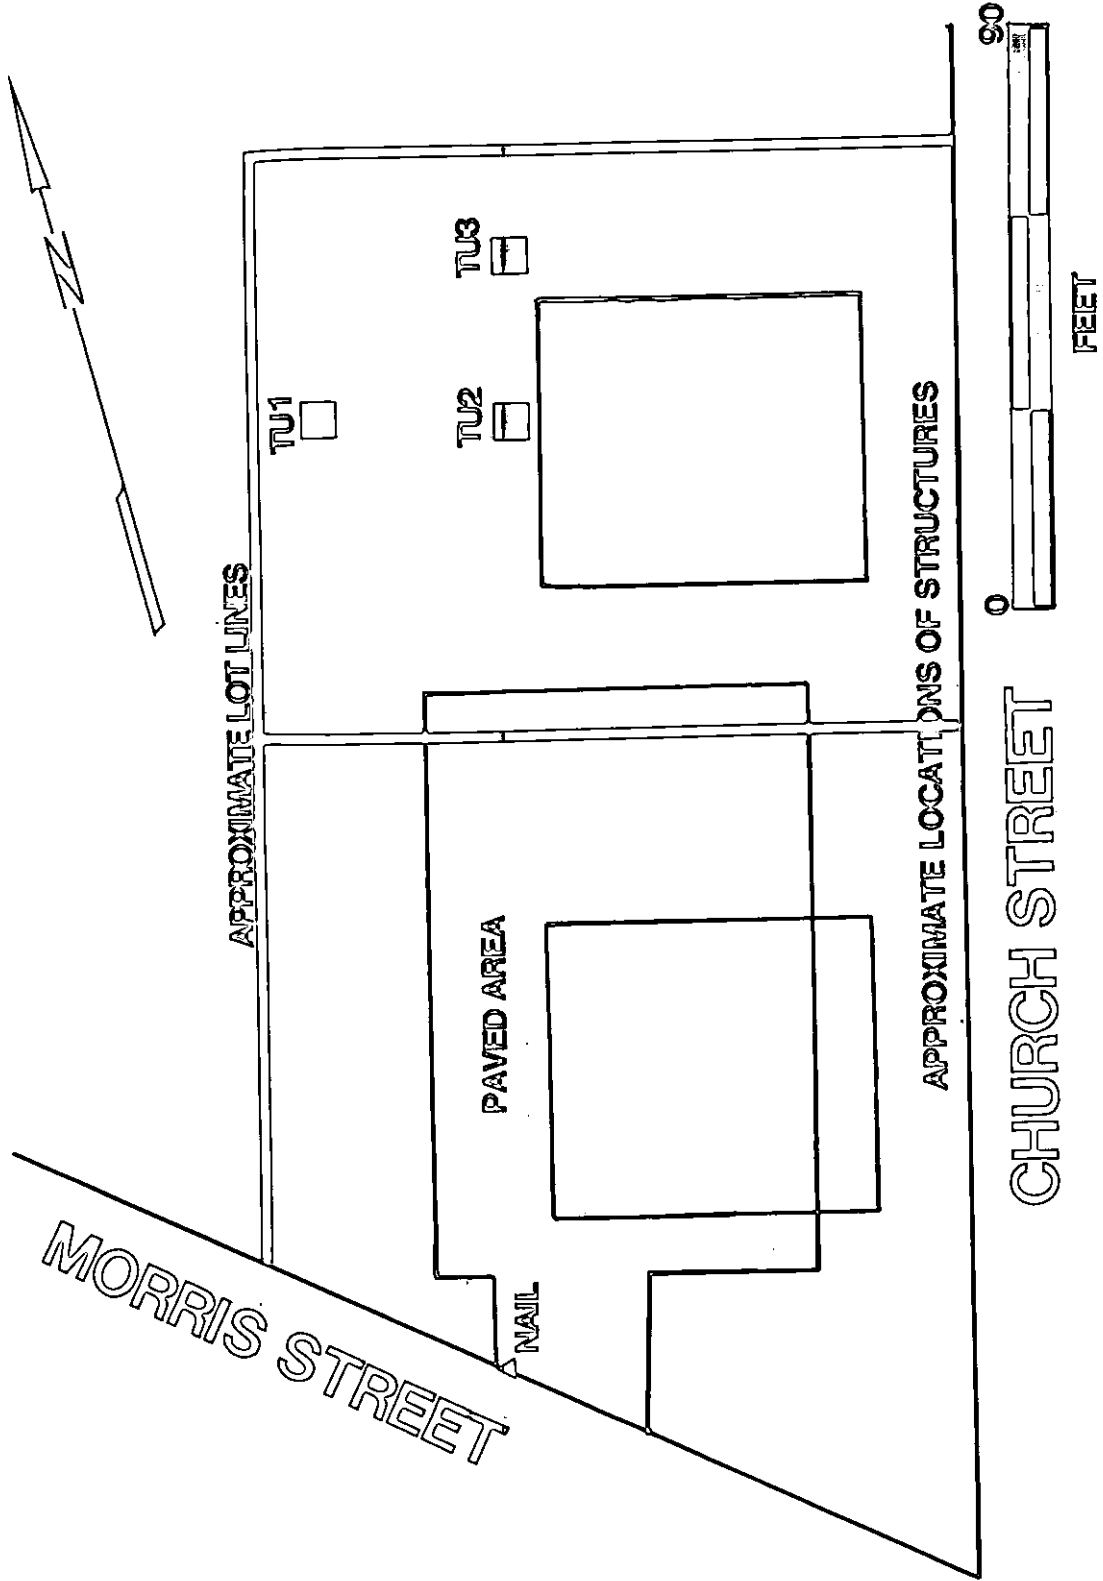 N
APPROXIMATE LOT LINES
TU1
TU2
TU3
PAVED AREA
NAIL
MORRIS STREET
APPROXIMATE LOCATIONS OF STRUCTURES
CHURCH STREET
0
90
FEET